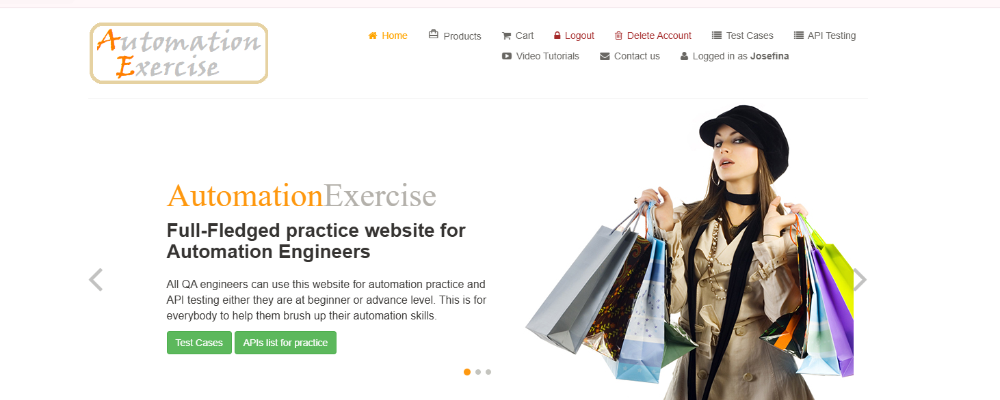 Automation
Exercise
Home Products Cart Logout Delete Account Test Cases API Testing
Video Tutorials Contact us Logged in as Josefina
AutomationExercise
Full-Fledged practice website for
Automation Engineers
All QA engineers can use this website for automation practice and
API testing either they are at beginner or advance level. This is for
everybody to help them brush up their automation skills.
Test Cases APIs list for practice